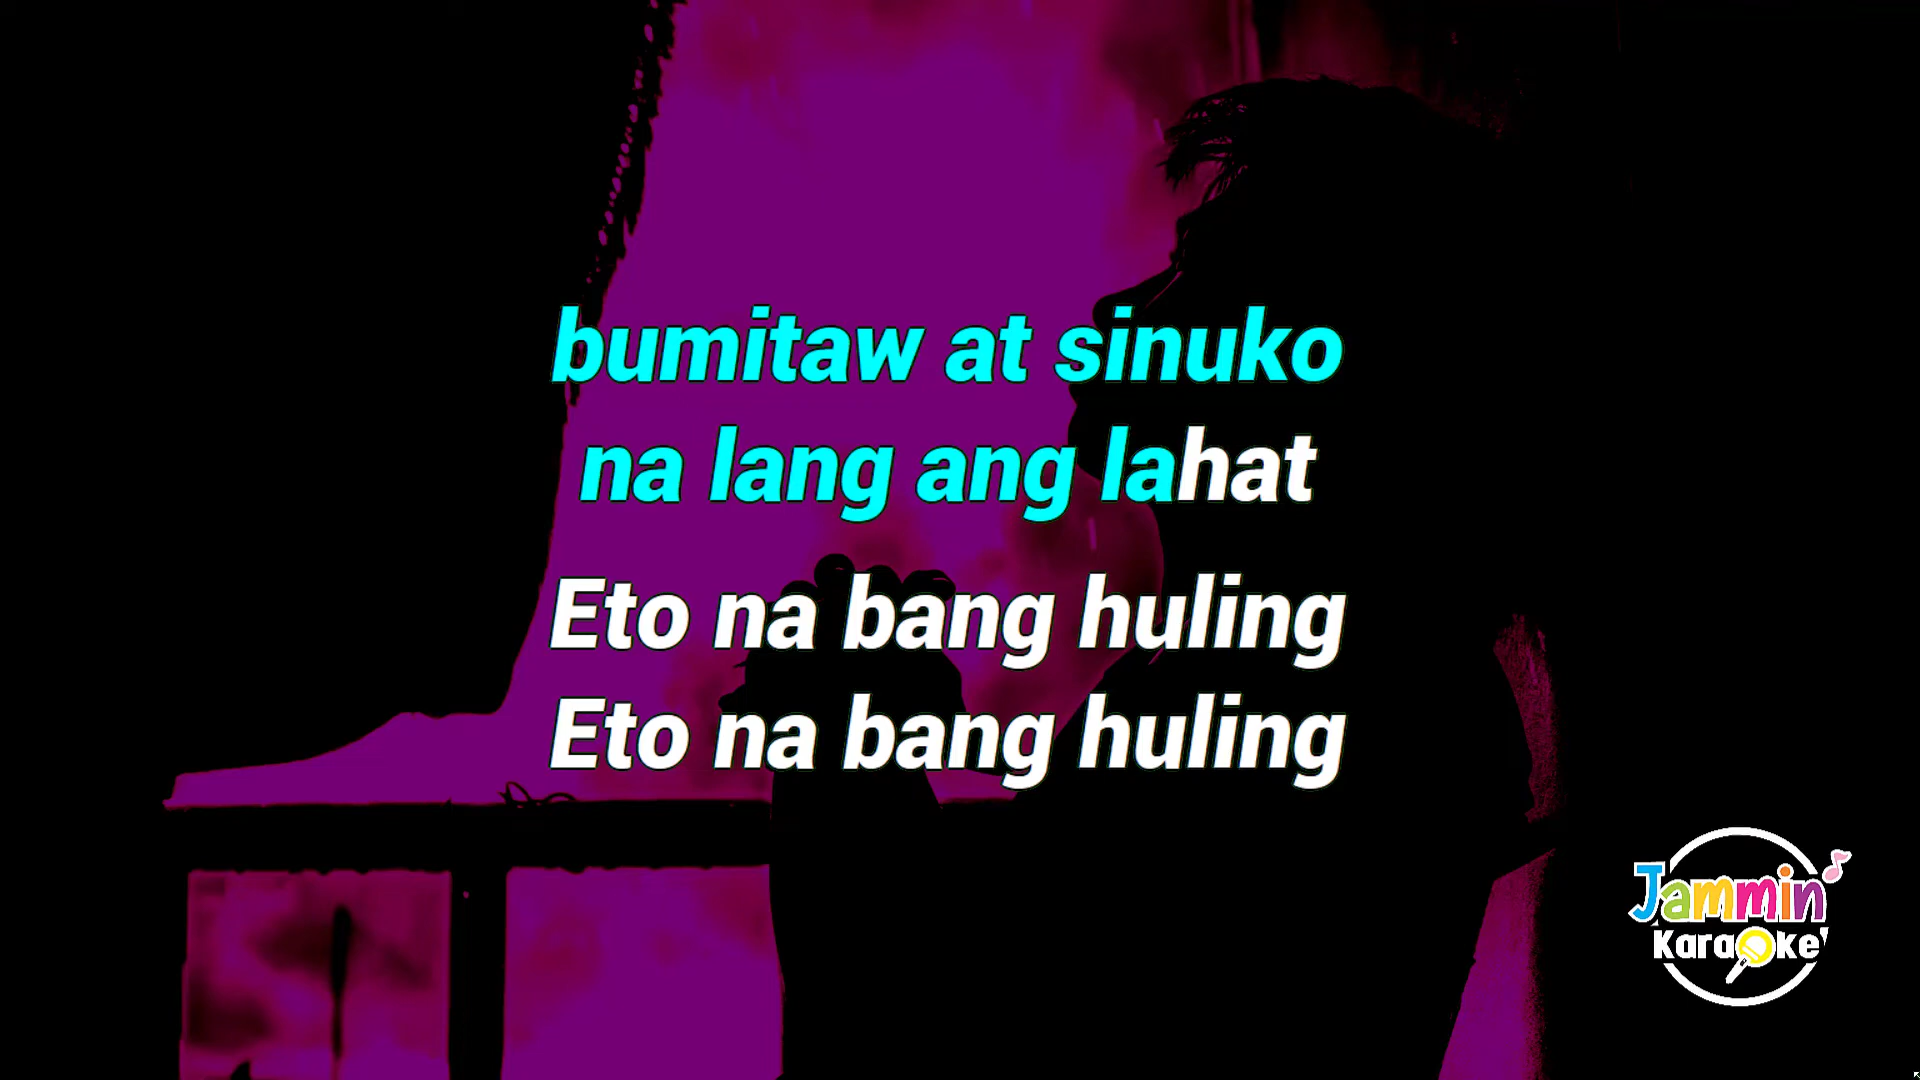 bumitaw at sinuko
na lang ang lahat
Eto na bang huling
Eto na bang huling
Jammin'
Karaoke